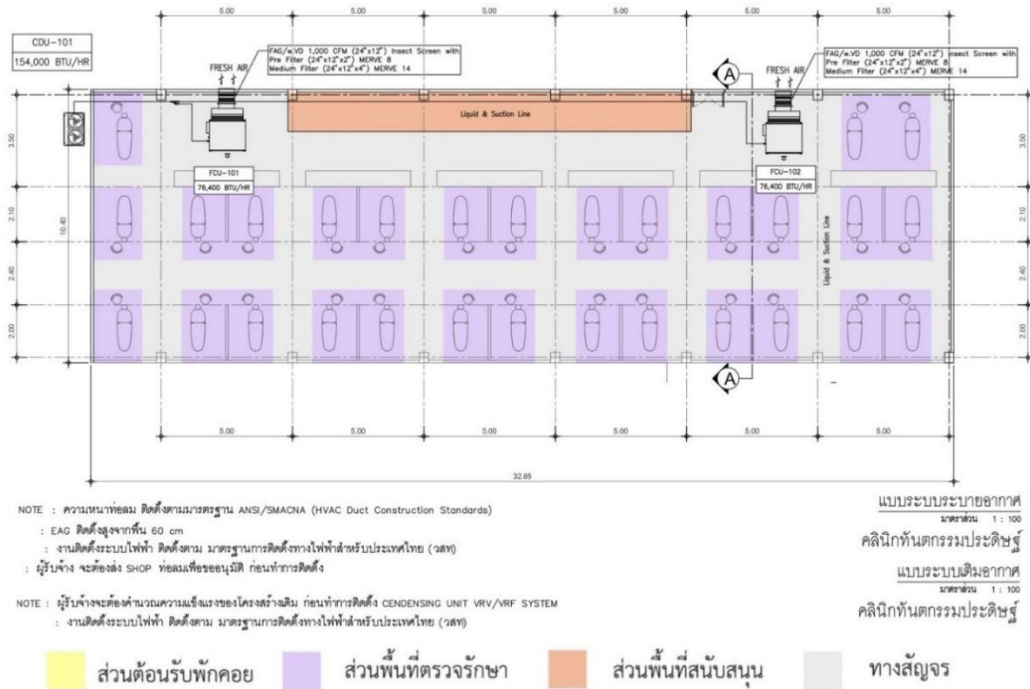 5.00 5.00 5.00 5.00 5.00 5.00
CDU-101
154,000 BTU/HR
FAG/w.VD 1,000 CFM (24"x12") Insect Screen with
Pre Filter (24"x12"x2") MERVE 8
Medium Filter (24"x12"x4") MERVE 14
FRESH AIR
FAG/w.VD 1,000 CFM (24"x12") Insect Screen with
Pre Filter (24"x12"x2") MERVE 8
Medium Filter (24"x12"x4") MERVE 14
FRESH AIR
A
Liquid & Suction Line
3.50
3.50
FCU-101
76,400 BTU/HR
FCU-102
76,400 BTU/HR
2.10
10.40
2.10
Liquid & Suction Line
2.40
2.40
2.00
2.00
A
5.00 5.00 5.00 5.00 5.00 5.00
32.85
NOTE : ความหนาท่อลม ติดตั้งตามมาตรฐาน ANSI/SMACNA (HVAC Duct Construction Standards)
: EAG ติดตั้งสูงจากพื้น 60 cm
: งานติดตั้งระบบไฟฟ้า ติดตั้งตาม มาตรฐานการติดตั้งทางไฟฟ้าสำหรับประเทศไทย (วสท)
: ผู้รับจ้าง จะต้องส่ง SHOP ท่อลมเพื่อขออนุมัติ ก่อนทำการติดตั้ง
NOTE : ผู้รับจ้างจะต้องคำนวณความแข็งแรงของโครงสร้างเดิม ก่อนทำการติดตั้ง CENDENSING UNIT VRV/VRF SYSTEM
: งานติดตั้งระบบไฟฟ้า ติดตั้งตาม มาตรฐานการติดตั้งทางไฟฟ้าสำหรับประเทศไทย (วสท)
แบบระบบระบายอากาศ
มาตราส่วน 1 : 100
คลินิกทันตกรรมประดิษฐ์
แบบระบบเติมอากาศ
มาตราส่วน 1 : 100
คลินิกทันตกรรมประดิษฐ์
ส่วนต้อนรับพักคอย ส่วนพื้นที่ตรวจรักษา ส่วนพื้นที่สนับสนุน ทางสัญจร